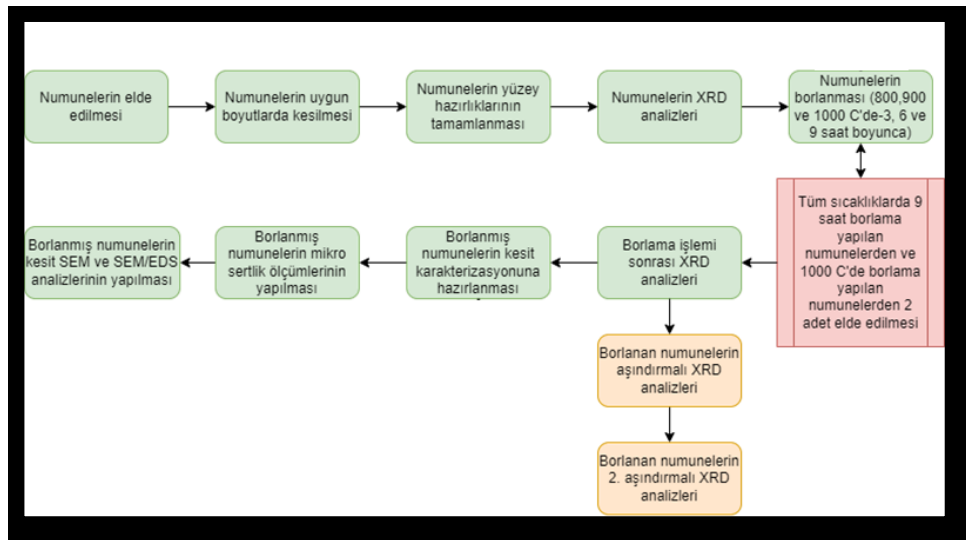 Numunelerin elde
edilmesi
Numunelerin uygun
boyutlarda kesilmesi
Numunelerin yüzey
hazırlıklarının
tamamlanması
Numunelerin XRD
analizleri
Numunelerin
borlanması (800,900
ve 1000 C'de-3, 6 ve
9 saat boyunca)
Tüm sıcaklıklarda 9
saat borlama
yapılan
numunelerden ve
1000 C'de borlama
yapılan
numunelerden 2
adet elde edilmesi
Borlama işlemi
sonrası XRD
analizleri
Borlanmış
numunelerin kesit
karakterizasyonuna
hazırlanması
Borlanmış
numunelerin mikro
sertlik ölçümlerinin
yapılması
Borlanmış numunelerin
kesit SEM ve SEM/EDS
analizlerinin yapılması
Borlanan numunelerin
aşındırmalı XRD
analizleri
Borlanan numunelerin
2. aşındırmalı XRD
analizleri